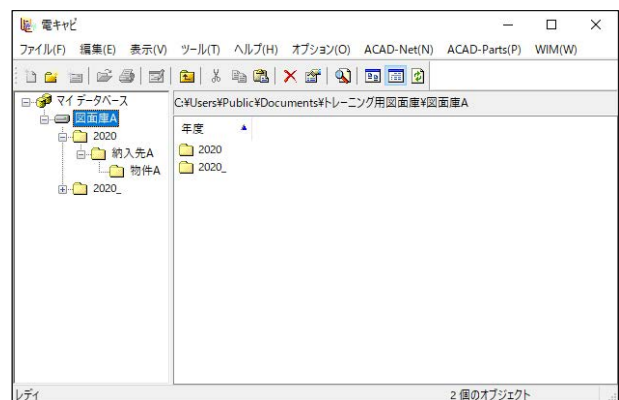 電キャビ
ファイル(F) 編集(E) 表示(V) ツール(T) ヘルプ(H) オプション(O) ACAD-Net(N) ACAD-Parts(P) WIM(W)
マイ データベース
図面庫A
2020
納入先A
物件A
2020_
C:¥Users¥Public¥Documents¥トレーニング用図面庫¥図面庫A
年度
2020
2020_
レディ
2 個のオブジェクト